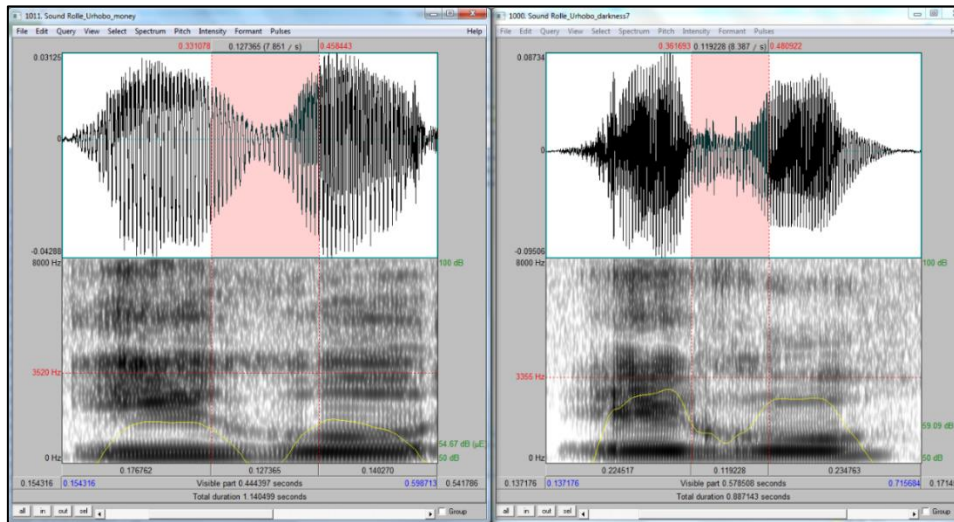 1011. Sound Rolle_Urhobo_money
File Edit Query View Select Spectrum Pitch Intensity Formant Pulses Help
0.331078 0.127365 (7.851 / s) 0.458443
0.03125
0
-0.04288
8000 Hz 100 dB
3520 Hz
54.67 dB (µE)
0 Hz 50 dB
0.176762 0.127365 0.140270
0.154316 0.154316 Visible part 0.444397 seconds 0.598713 0.541786
Total duration 1.140499 seconds
all in out sel Group
1000. Sound Rolle_Urhobo_darkness7
File Edit Query View Select Spectrum Pitch Intensity Formant Pulses
0.361693 0.119228 (8.387 / s) 0.480922
0.08734
0
-0.09506
8000 Hz 100 dB
3356 Hz
59.09 dB
0 Hz 50 dB
0.224517 0.119228 0.234763
0.137176 0.137176 Visible part 0.578508 seconds 0.715684
Total duration 0.887143 seconds
all in out sel Group